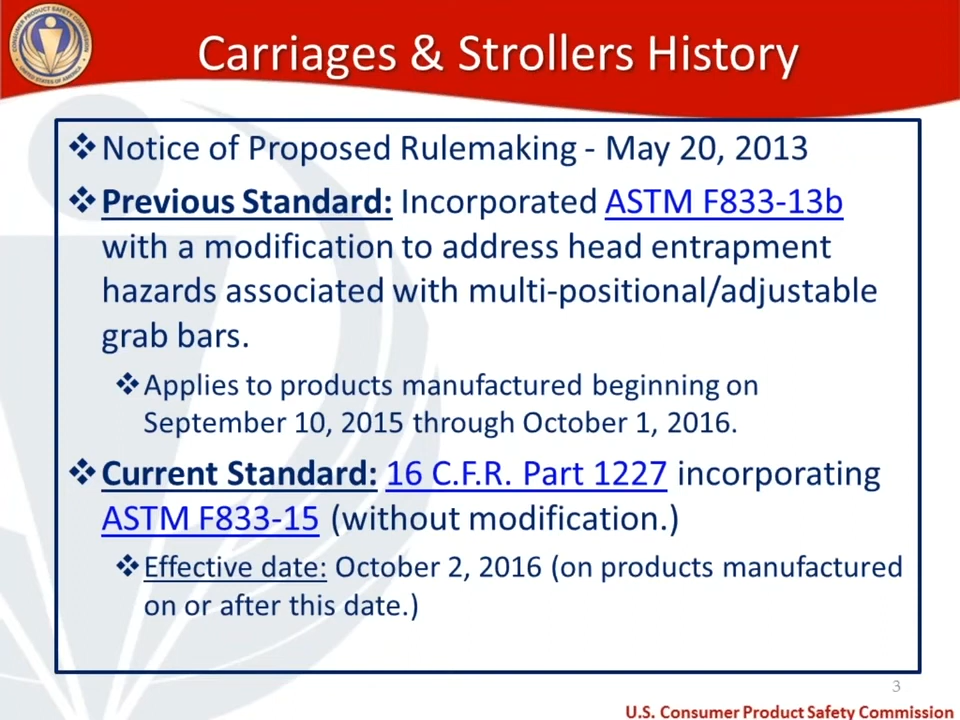 Carriages & Strollers History
❖Notice of Proposed Rulemaking - May 20, 2013
❖Previous Standard: Incorporated ASTM F833-13b
with a modification to address head entrapment
hazards associated with multi-positional/adjustable
grab bars.
❖Applies to products manufactured beginning on
September 10, 2015 through October 1, 2016.
❖Current Standard: 16 C.F.R. Part 1227 incorporating
ASTM F833-15 (without modification.)
❖Effective date: October 2, 2016 (on products manufactured
on or after this date.)
3
U.S. Consumer Product Safety Commission